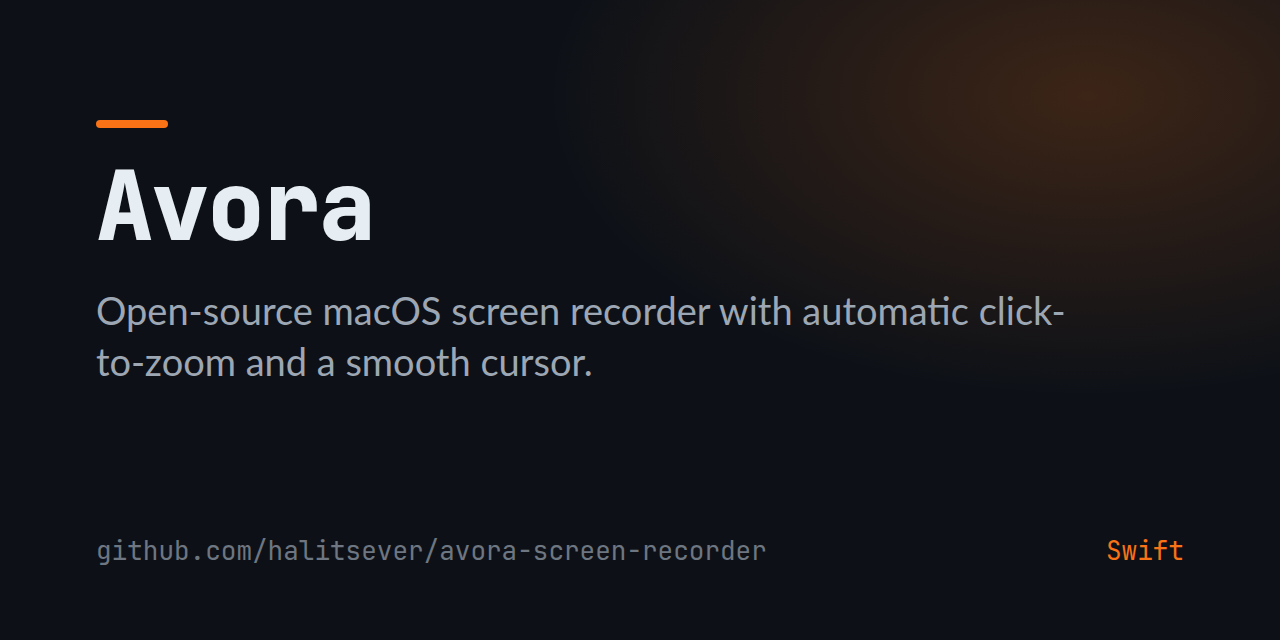 Avora
Open-source macOS screen recorder with automatic click-
to-zoom and a smooth cursor.
github.com/halitsever/avora-screen-recorder
Swift